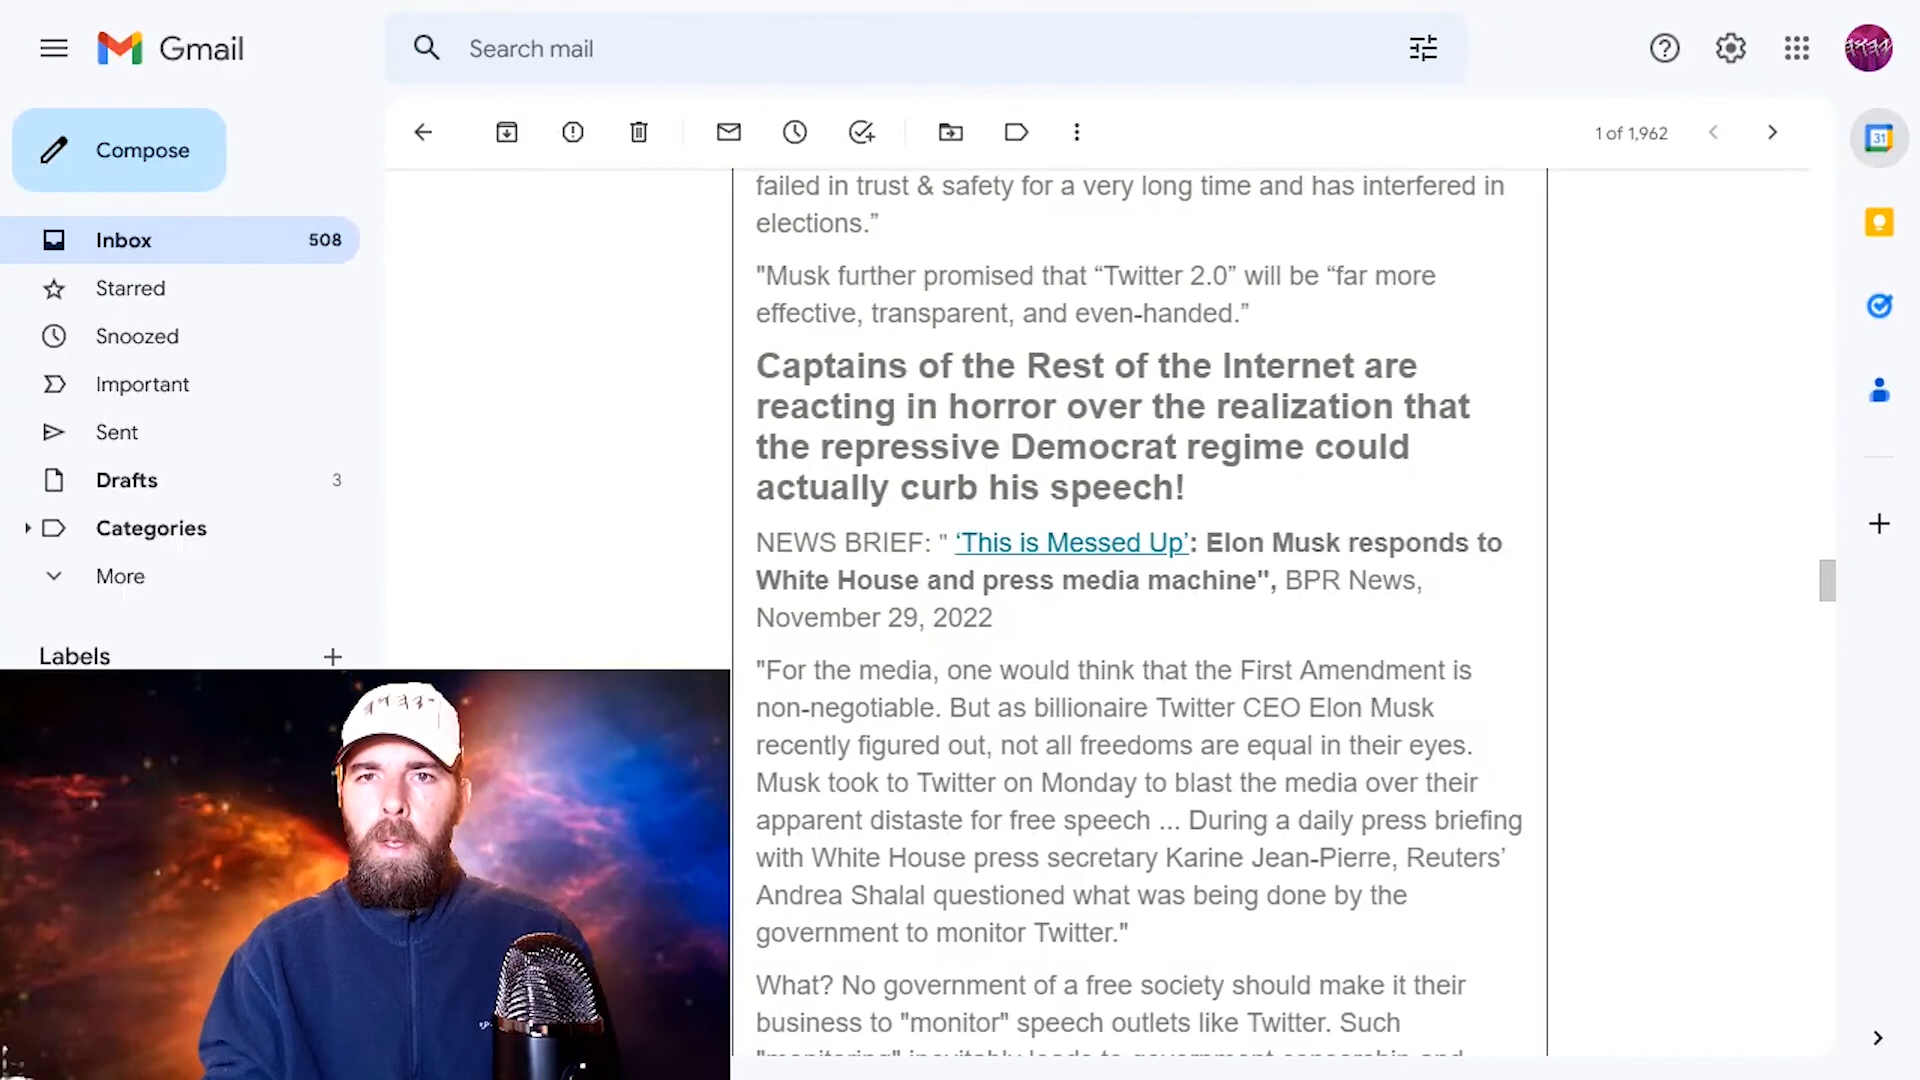 Gmail
Search mail
Compose
1 of 1,962
31
Inbox 508
Starred
Snoozed
Important
Sent
Drafts 3
Categories
More
Labels
failed in trust & safety for a very long time and has interfered in
elections.”
"Musk further promised that “Twitter 2.0” will be “far more
effective, transparent, and even-handed.”
Captains of the Rest of the Internet are
reacting in horror over the realization that
the repressive Democrat regime could
actually curb his speech!
NEWS BRIEF: " ‘This is Messed Up’: Elon Musk responds to
White House and press media machine", BPR News,
November 29, 2022
"For the media, one would think that the First Amendment is
non-negotiable. But as billionaire Twitter CEO Elon Musk
recently figured out, not all freedoms are equal in their eyes.
Musk took to Twitter on Monday to blast the media over their
apparent distaste for free speech ... During a daily press briefing
with White House press secretary Karine Jean-Pierre, Reuters’
Andrea Shalal questioned what was being done by the
government to monitor Twitter."
What? No government of a free society should make it their
business to "monitor" speech outlets like Twitter. Such
"monitoring" inevitably leads to government censorship and